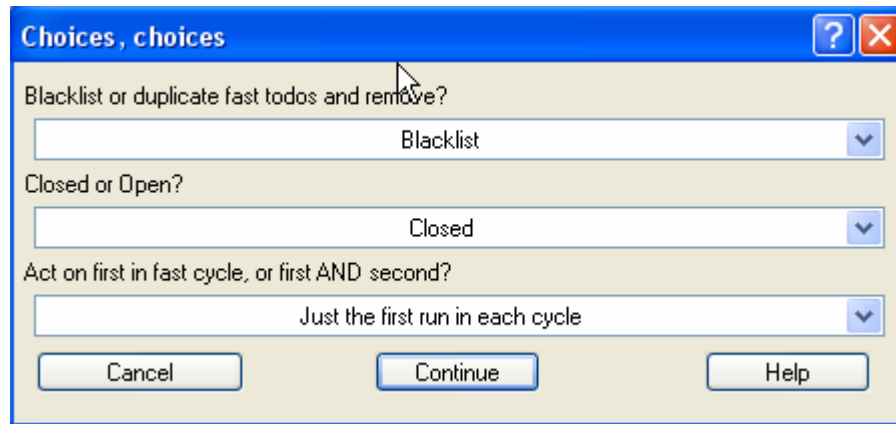 Choices, choices
Blacklist or duplicate fast todos and remove?
Blacklist
Closed or Open?
Closed
Act on first in fast cycle, or first AND second?
Just the first run in each cycle
Cancel Continue Help